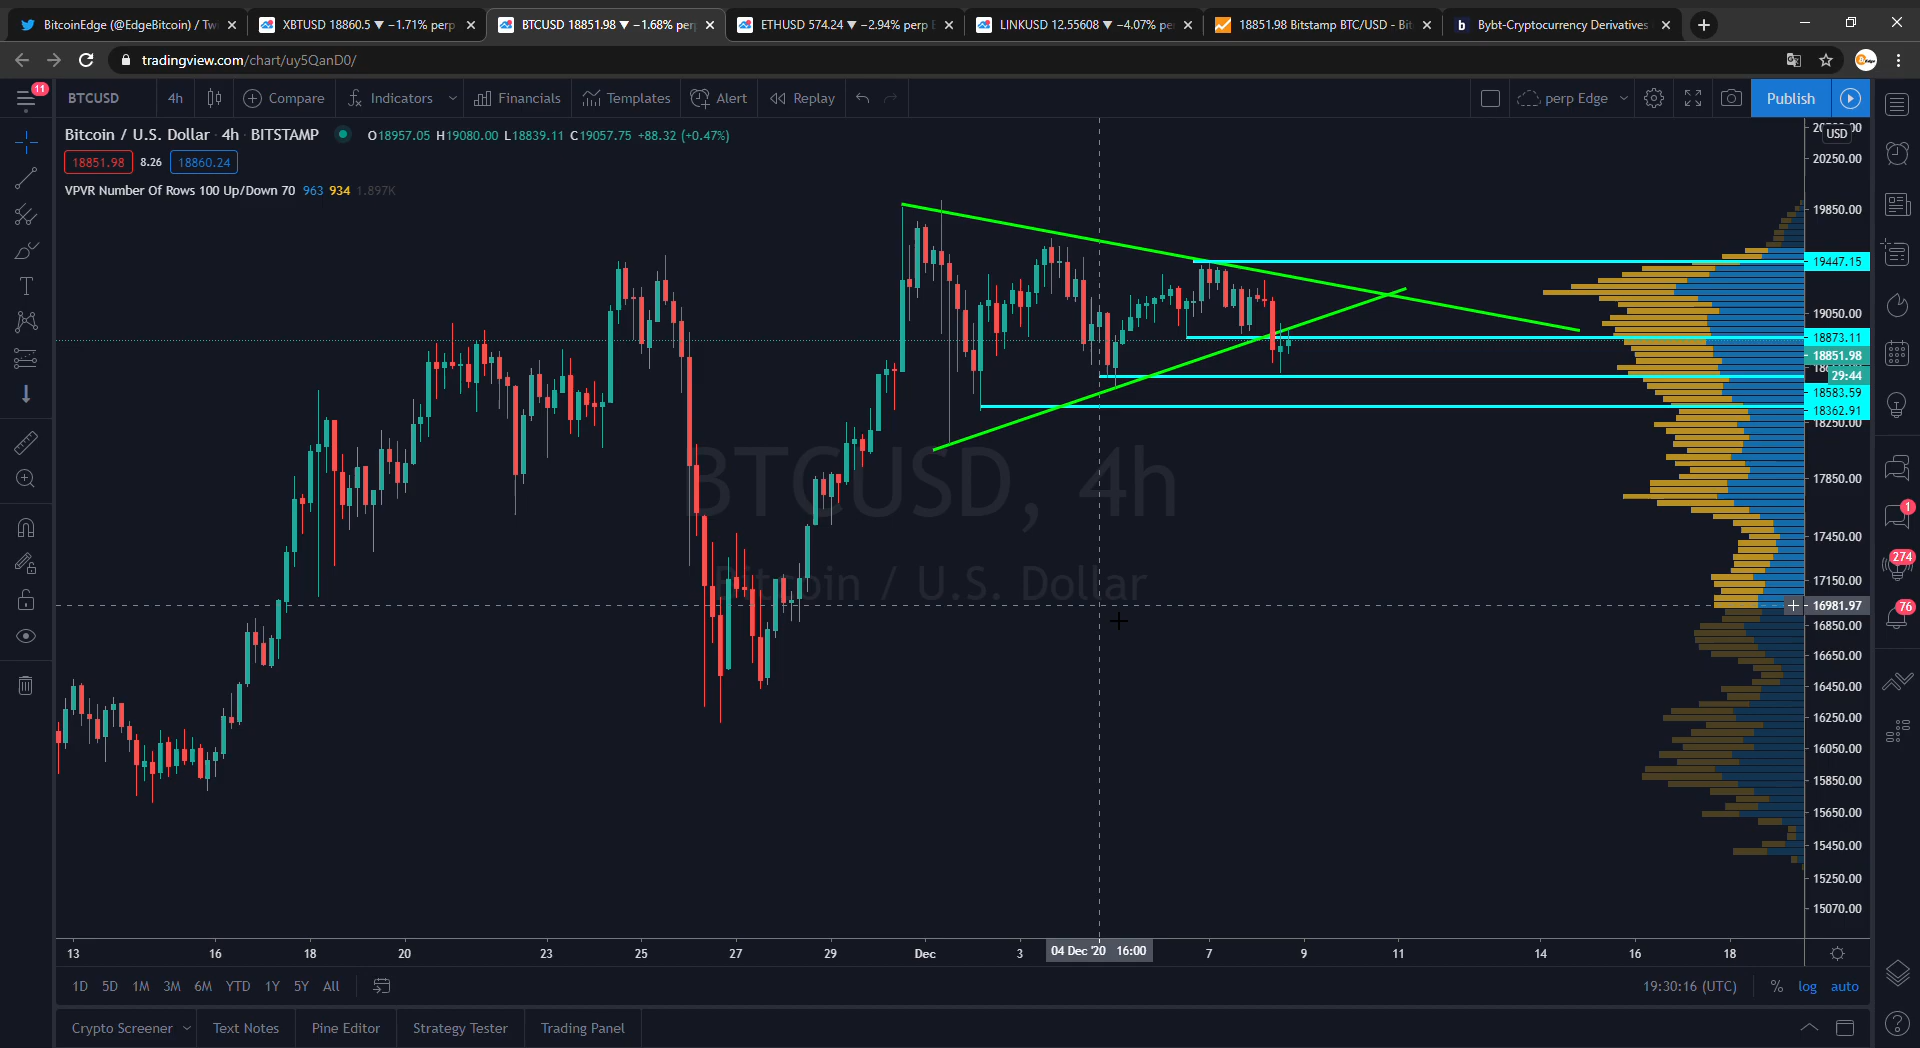 BitcoinEdge (@EdgeBitcoin) / Tw
XBTUSD 18860.5 ▼ −1.71% perp
BTCUSD 18851.98 ▼ −1.68% per
ETHUSD 574.24 ▼ −2.94% perp E
LINKUSD 12.55608 ▼ −4.07% pe
18851.98 Bitstamp BTC/USD - Bit
b Bybt-Cryptocurrency Derivatives
tradingview.com/chart/uy5QanD0/
11
BTCUSD 4h Compare Indicators Financials Templates Alert Replay perp Edge Publish
Bitcoin / U.S. Dollar · 4h · BITSTAMP O18957.05 H19080.00 L18839.11 C19057.75 +88.32 (+0.47%)
18851.98 8.26 18860.24
VPVR Number Of Rows 100 Up/Down 70 963 934 1.897K
BTCUSD, 4h
Bitcoin / U.S. Dollar
USD
20250.00
19850.00
19447.15
19050.00
18873.11
18851.98
29:44
18583.59
18362.91
18250.00
17850.00
17450.00
17150.00
16981.97
16850.00
16650.00
16450.00
16250.00
16050.00
15850.00
15650.00
15450.00
15250.00
15070.00
1
274
76
13 16 18 20 23 25 27 29 Dec 3 04 Dec '20 16:00 7 9 11 14 16 18
1D 5D 1M 3M 6M YTD 1Y 5Y All
19:30:16 (UTC) % log auto
Crypto Screener Text Notes Pine Editor Strategy Tester Trading Panel